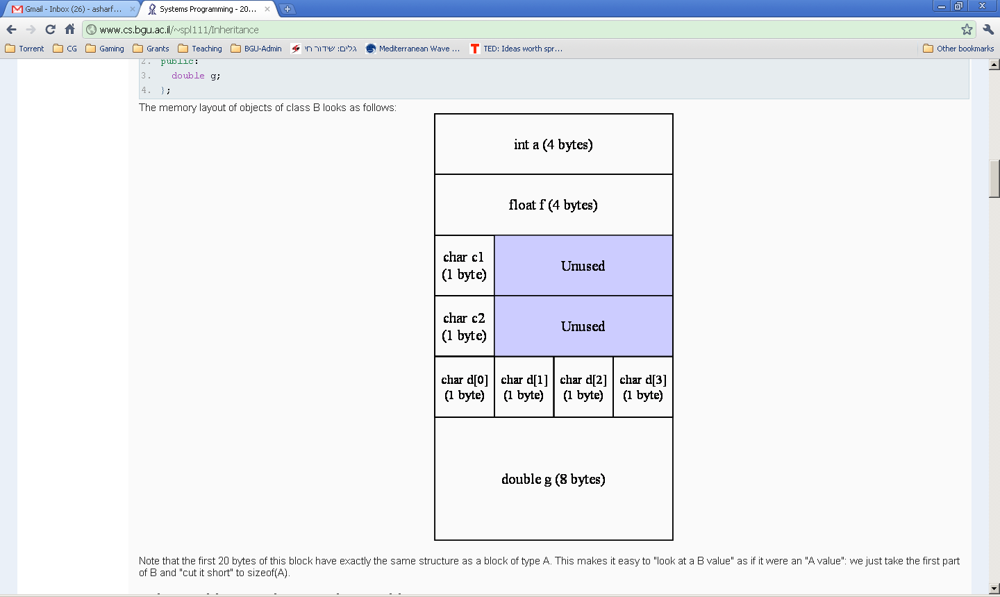 Gmail - Inbox (26) - asharf...
Systems Programming - 20...
www.cs.bgu.ac.il/~spl111/Inheritance
Torrent CG Gaming Grants Teaching BGU-Admin גלים: שידור חי Mediterranean Wave ... TED: Ideas worth spr... Other bookmarks
2. public:
3. double g;
4. };
The memory layout of objects of class B looks as follows:
int a (4 bytes)
float f (4 bytes)
char c1
(1 byte)
Unused
char c2
(1 byte)
Unused
char d[0] char d[1] char d[2] char d[3]
(1 byte) (1 byte) (1 byte) (1 byte)
double g (8 bytes)
Note that the first 20 bytes of this block have exactly the same structure as a block of type A. This makes it easy to "look at a B value" as if it were an "A value": we just take the first part
of B and "cut it short" to sizeof(A).